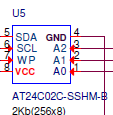 U5
5 SDA GND 4
6 SCL A2 3
7 WP A1 2
8 VCC A0 1
AT24C02C-SSHM-B
2Kb(256x8)